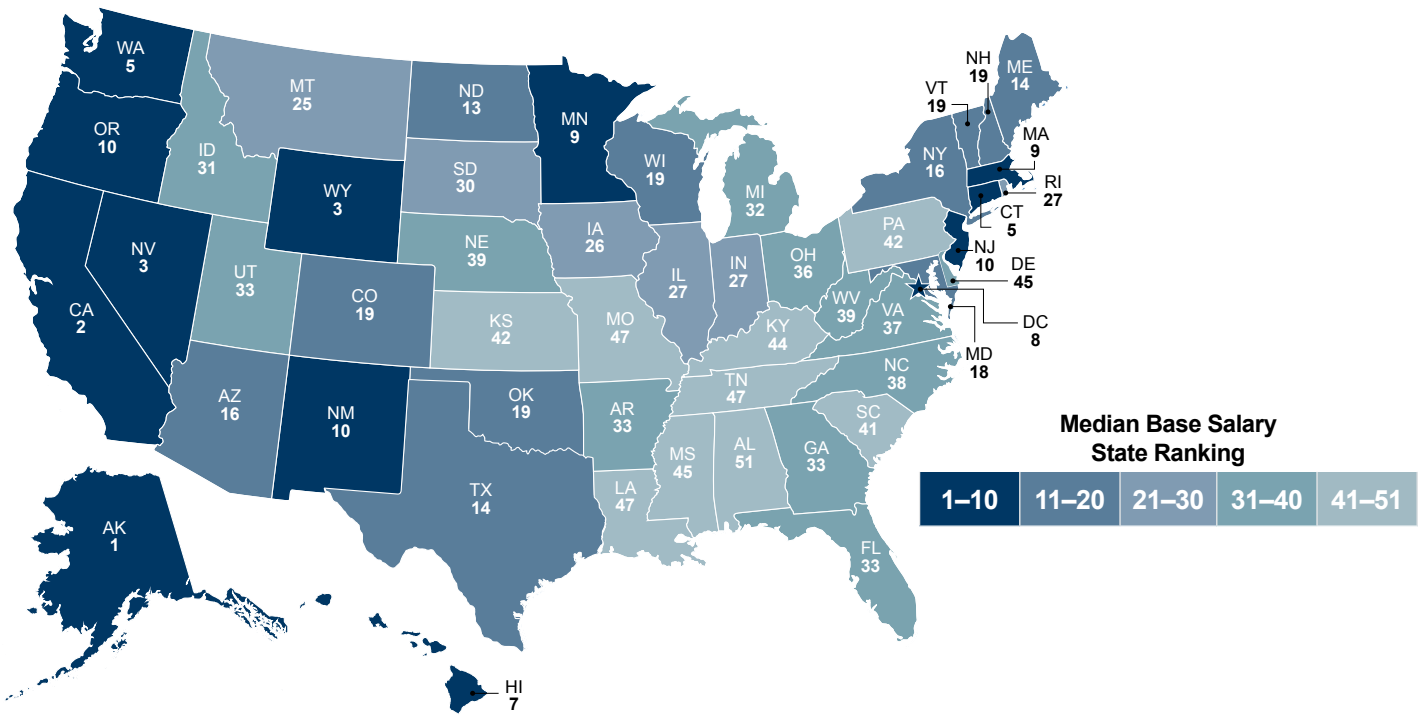 WA
5
OR
10
CA
2
NV
3
ID
31
MT
25
WY
3
UT
33
AZ
16
CO
19
NM
10
ND
13
SD
30
NE
39
KS
42
OK
19
TX
14
MN
9
IA
26
MO
47
AR
33
LA
47
WI
19
IL
27
MI
32
IN
27
OH
36
KY
44
TN
47
MS
45
AL
51
GA
33
FL
33
SC
41
NC
38
VA
37
WV
39
PA
42
NY
16
VT
19
NH
19
ME
14
MA
9
RI
27
CT
5
NJ
10
DE
45
DC
8
MD
18
AK
1
HI
7
Median Base Salary
State Ranking
1–10 11–20 21–30 31–40 41–51